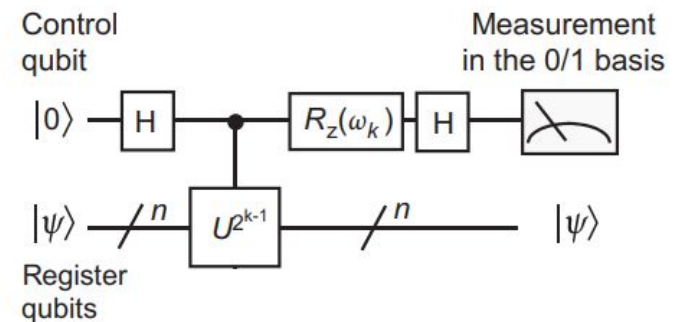 Control
qubit
Measurement
in the 0/1 basis
|0⟩ H R_z(ω_k) H
|ψ⟩ n U^{2^{k-1}} n |ψ⟩
Register
qubits